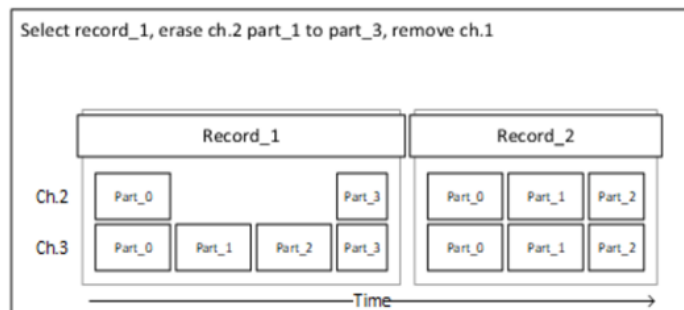 Select record_1, erase ch.2 part_1 to part_3, remove ch.1
Record_1 Record_2
Ch.2 Part_0 Part_3 Part_0 Part_1 Part_2
Ch.3 Part_0 Part_1 Part_2 Part_3 Part_0 Part_1 Part_2
Time